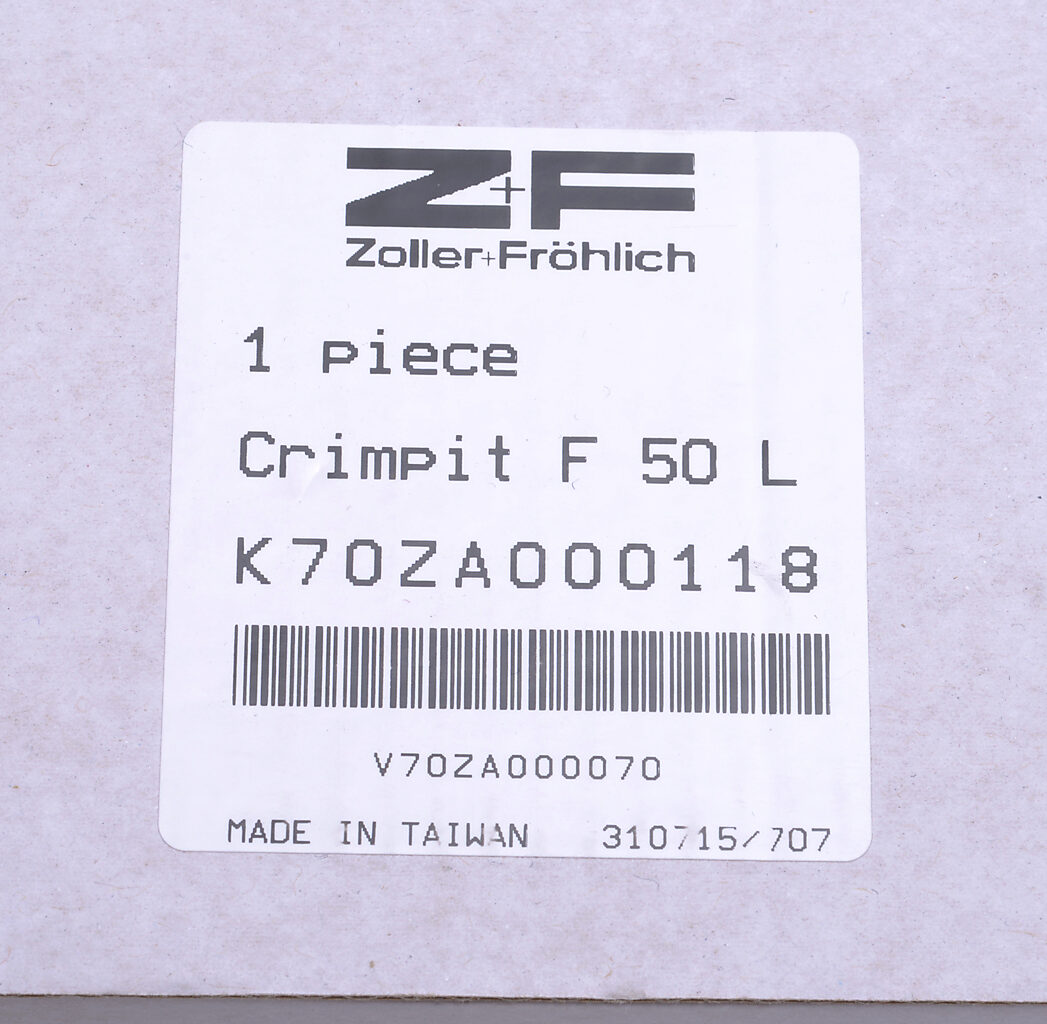 Z+F
Zoller+Fröhlich
1 piece
Crimpit F 50 L
K70ZA000118
V70ZA000070
MADE IN TAIWAN 310715/707